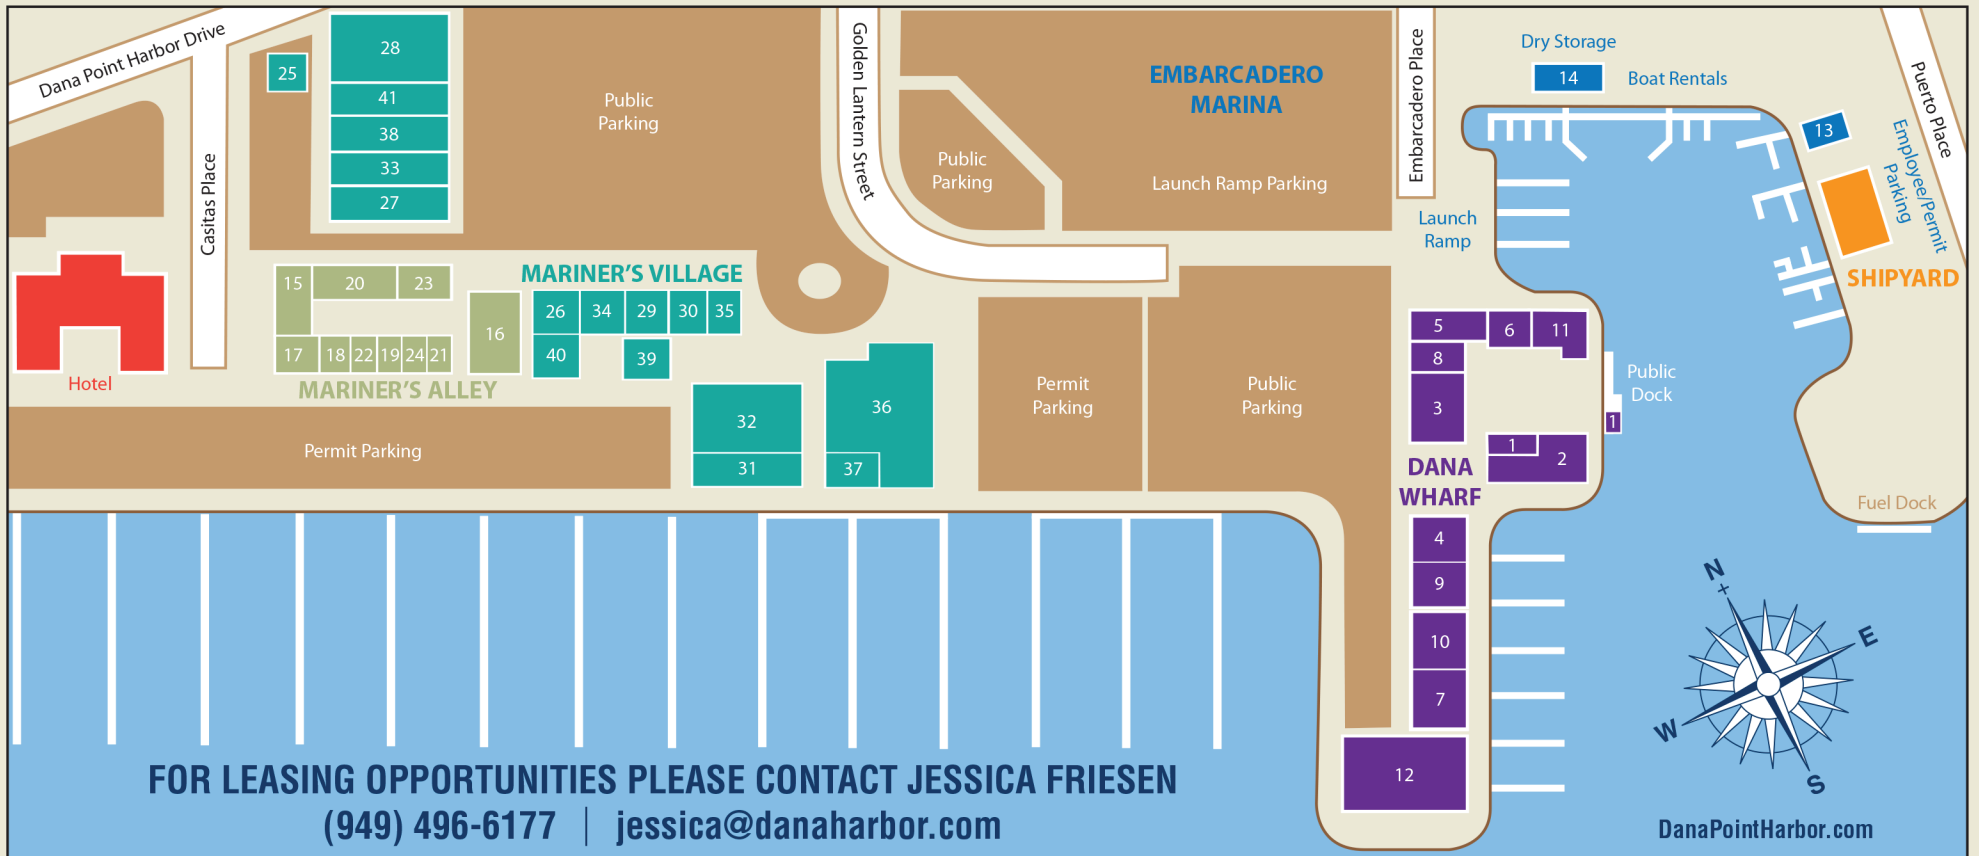 Dana Point Harbor Drive
Casitas Place
25
28
41
38
33
27
Public
Parking
Golden Lantern Street
Public
Parking
EMBARCADERO
MARINA
Launch Ramp Parking
Embarcadero Place
Launch
Ramp
Dry Storage
14
Boat Rentals
13
Puerto Place
Employee/Permit
Parking
SHIPYARD
Hotel
15
20
23
17
18
22
19
24
21
16
MARINER'S ALLEY
MARINER'S VILLAGE
26
34
29
30
35
40
39
32
31
36
37
Permit Parking
Permit
Parking
Public
Parking
5
6
11
8
3
1
2
1
Public
Dock
DANA
WHARF
4
9
10
7
12
Fuel Dock
N
E
W
S
FOR LEASING OPPORTUNITIES PLEASE CONTACT JESSICA FRIESEN
(949) 496-6177 | jessica@danaharbor.com
DanaPointHarbor.com